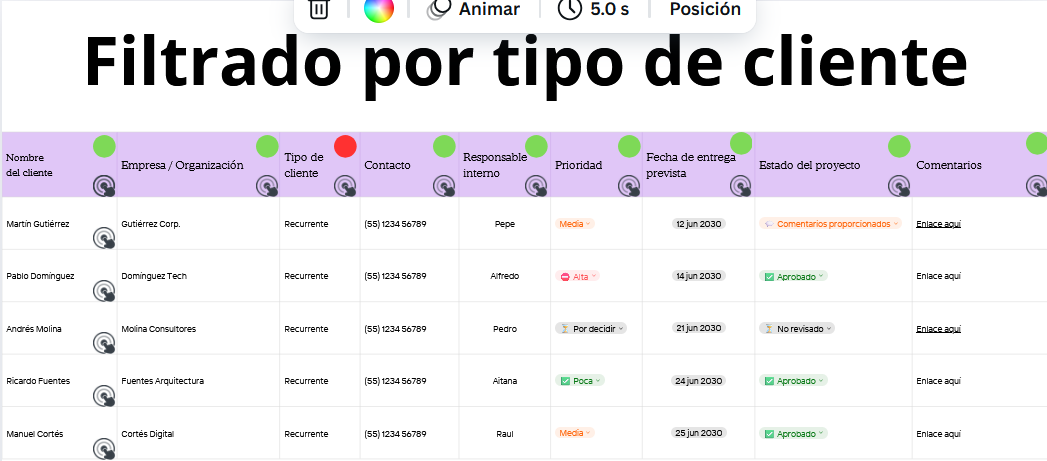 Animar 5.0 s Posición
Filtrado por tipo de cliente
Nombre del cliente Empresa / Organización Tipo de cliente Contacto Responsable interno Prioridad Fecha de entrega prevista Estado del proyecto Comentarios
Martín Gutiérrez Gutiérrez Corp. Recurrente (55) 1234 56789 Pepe Media 12 jun 2030 Comentarios proporcionados Enlace aquí
Pablo Domínguez Domínguez Tech Recurrente (55) 1234 56789 Alfredo Alta 14 jun 2030 Aprobado Enlace aquí
Andrés Molina Molina Consultores Recurrente (55) 1234 56789 Pedro Por decidir 21 jun 2030 No revisado Enlace aquí
Ricardo Fuentes Fuentes Arquitectura Recurrente (55) 1234 56789 Aitana Poca 24 jun 2030 Aprobado Enlace aquí
Manuel Cortés Cortés Digital Recurrente (55) 1234 56789 Raul Media 25 jun 2030 Aprobado Enlace aquí